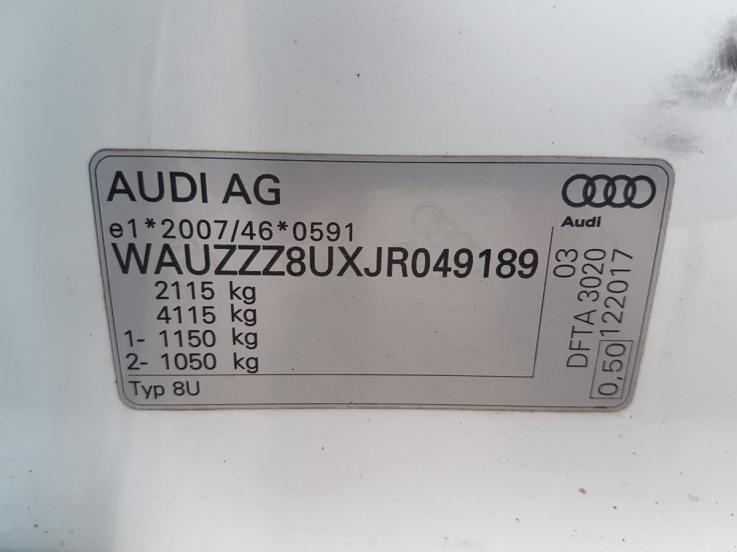 AUDI AG
Audi
e1*2007/46*0591
WAUZZZ8UXJR049189
2115 kg
4115 kg
1- 1150 kg
2- 1050 kg
Typ 8U
03
DFTA 3020
0,50 122017